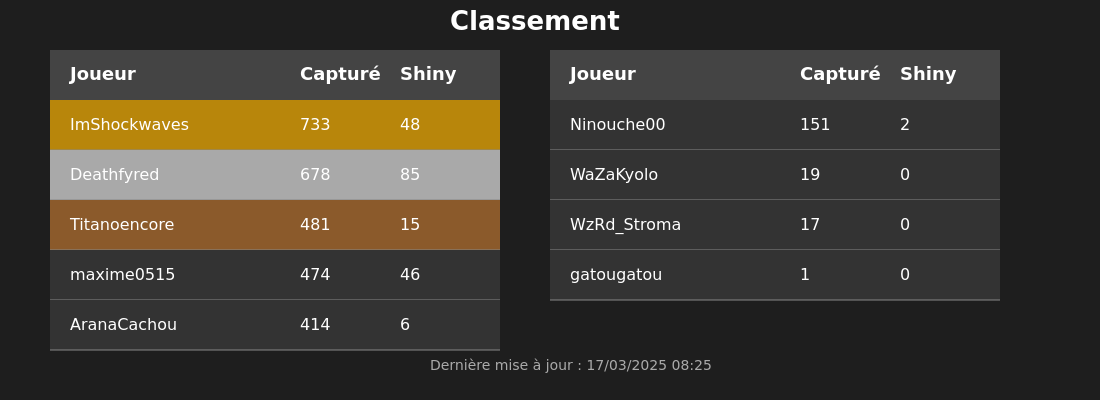 Classement
Joueur Capturé Shiny
ImShockwaves 733 48
Deathfyred 678 85
Titanoencore 481 15
maxime0515 474 46
AranaCachou 414 6
Joueur Capturé Shiny
Ninouche00 151 2
WaZaKyolo 19 0
WzRd_Stroma 17 0
gatougatou 1 0
Dernière mise à jour : 17/03/2025 08:25